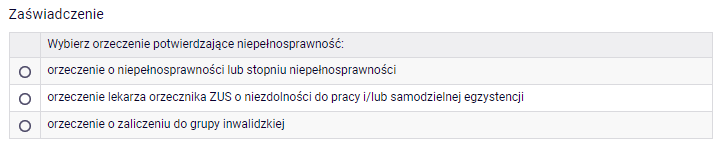 Zaświadczenie
Wybierz orzeczenie potwierdzające niepełnosprawność:
orzeczenie o niepełnosprawności lub stopniu niepełnosprawności
orzeczenie lekarza orzecznika ZUS o niezdolności do pracy i/lub samodzielnej egzystencji
orzeczenie o zaliczeniu do grupy inwalidzkiej